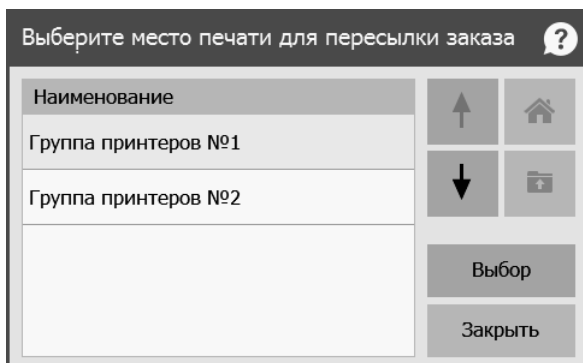 Выберите место печати для пересылки заказа ?
Наименование
Группа принтеров №1
Группа принтеров №2
Выбор
Закрыть